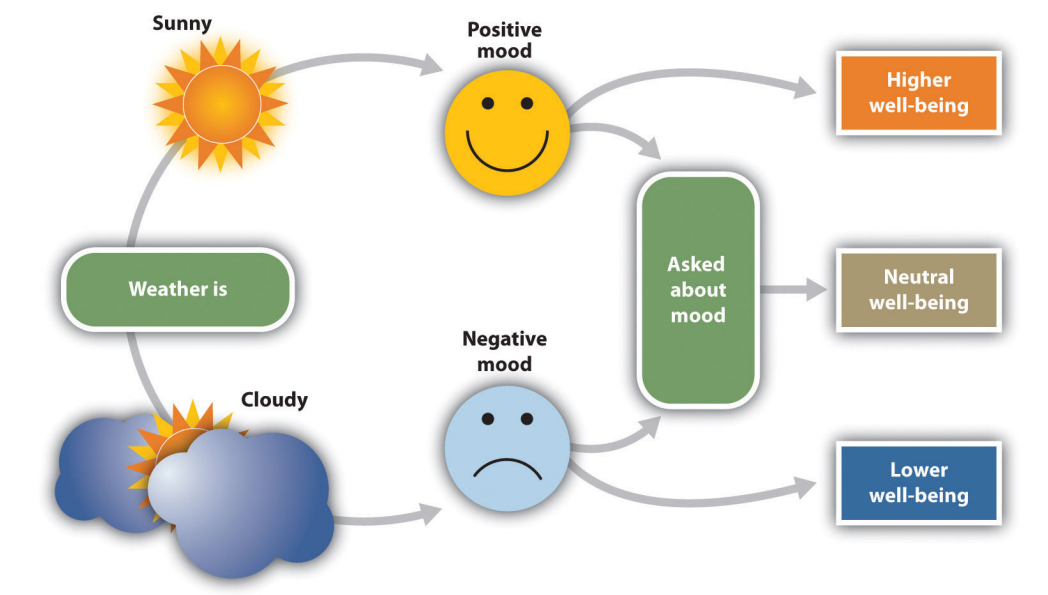 Sunny
Positive
mood
Higher
well-being
Weather is
Asked
about
mood
Neutral
well-being
Negative
mood
Cloudy
Lower
well-being